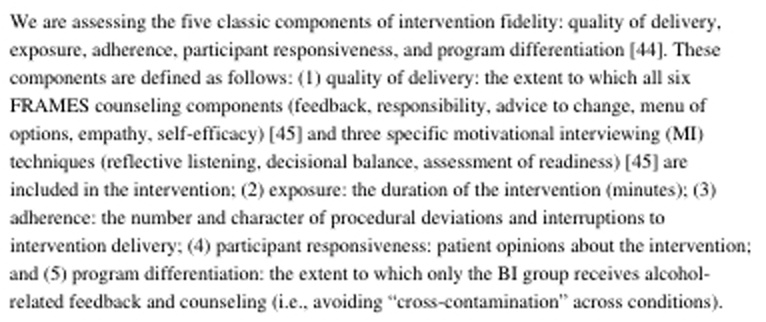 We are assessing the five classic components of intervention fidelity: quality of delivery,
exposure, adherence, participant responsiveness, and program differentiation [44]. These
components are defined as follows: (1) quality of delivery: the extent to which all six
FRAMES counseling components (feedback, responsibility, advice to change, menu of
options, empathy, self-efficacy) [45] and three specific motivational interviewing (MI)
techniques (reflective listening, decisional balance, assessment of readiness) [45] are
included in the intervention; (2) exposure: the duration of the intervention (minutes); (3)
adherence: the number and character of procedural deviations and interruptions to
intervention delivery; (4) participant responsiveness: patient opinions about the intervention;
and (5) program differentiation: the extent to which only the BI group receives alcohol-
related feedback and counseling (i.e., avoiding “cross-contamination” across conditions).